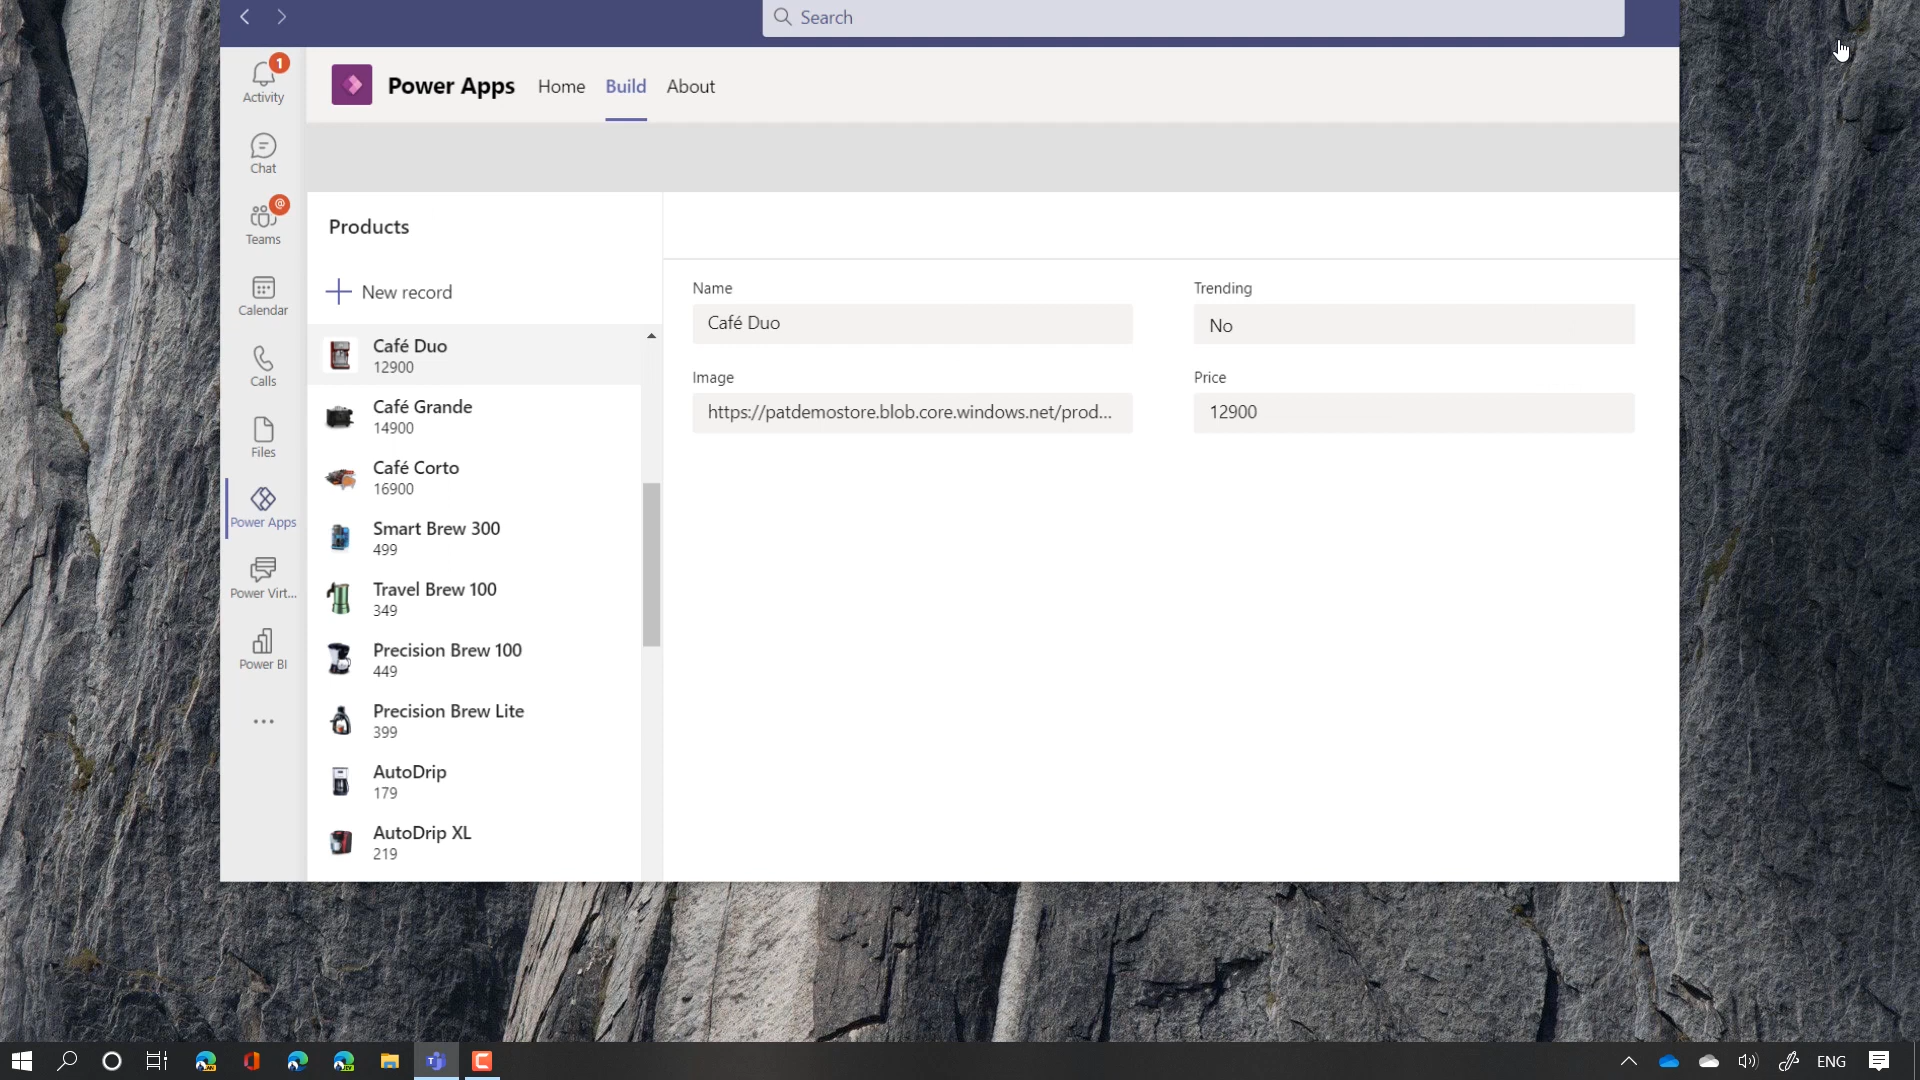 Search
1
Activity
Chat
@
Teams
Calendar
Calls
Files
Power Apps
Power Virt...
Power BI
Power Apps
Home
Build
About
Products
New record
Café Duo
12900
Café Grande
14900
Café Corto
16900
Smart Brew 300
499
Travel Brew 100
349
Precision Brew 100
449
Precision Brew Lite
399
AutoDrip
179
AutoDrip XL
219
Name
Café Duo
Trending
No
Image
https://patdemostore.blob.core.windows.net/prod...
Price
12900
ENG